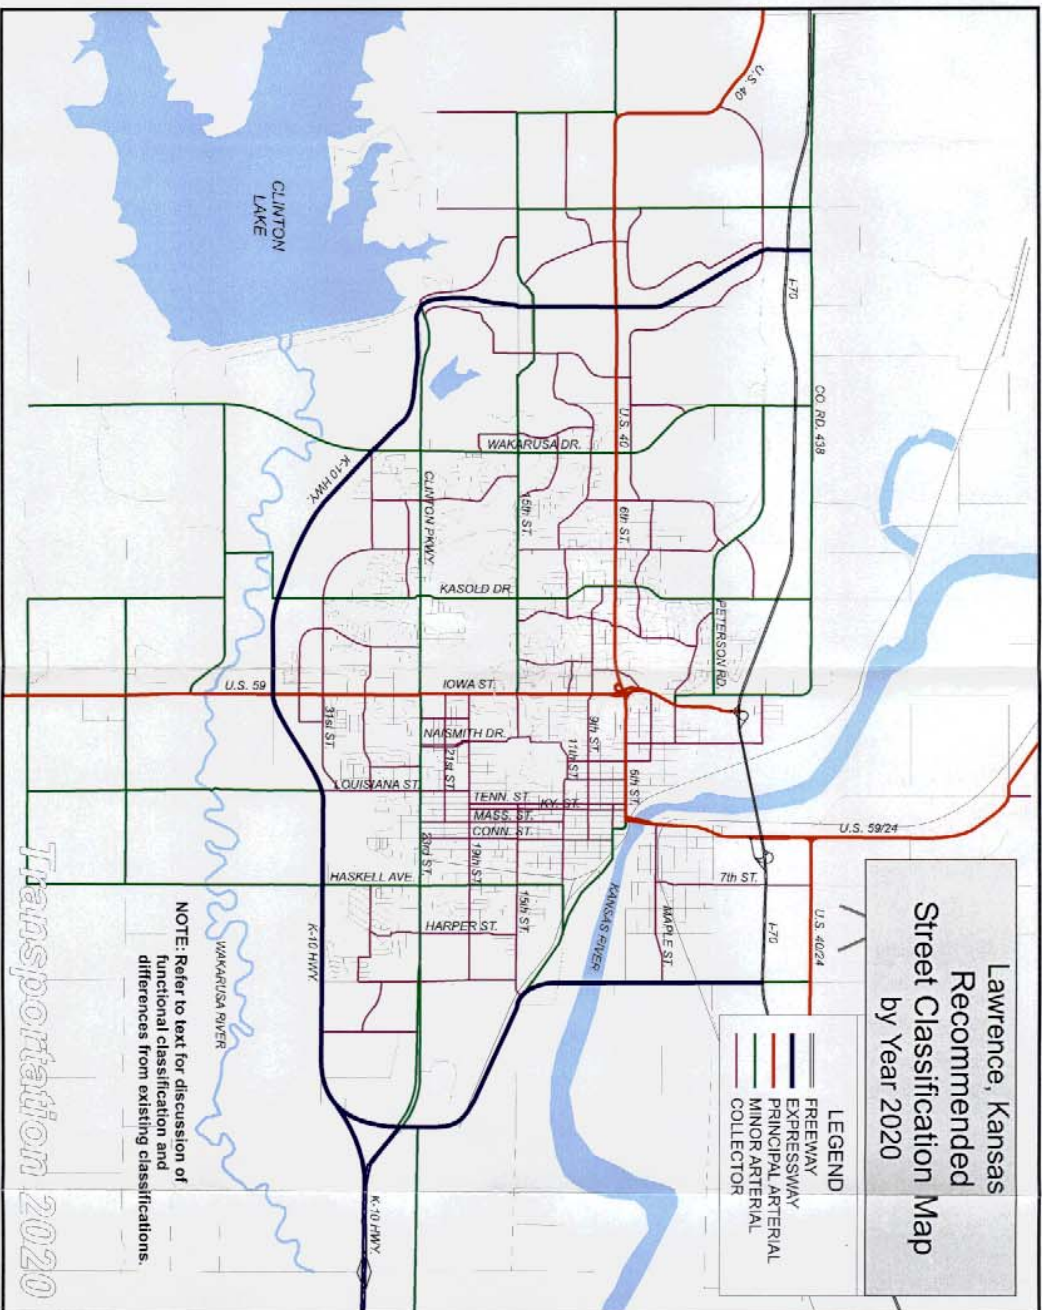 Lawrence, Kansas
Recommended
Street Classification Map
by Year 2020
LEGEND
FREEWAY
EXPRESSWAY
PRINCIPAL ARTERIAL
MINOR ARTERIAL
COLLECTOR
U.S. 40
I-70
CO. RD. 438
CLINTON
LAKE
U.S. 40
WAKARUSA DR.
K-10 HWY.
CLINTON PKWY.
15th ST.
6th ST.
KASOLD DR.
PETERSON RD.
U.S. 59
IOWA ST.
31st ST.
NAISMITH DR.
21st ST.
9th ST.
11th ST.
6th ST.
LOUISIANA ST.
TENN. ST.
KY. ST.
MASS. ST.
CONN. ST.
23rd ST.
19th ST.
U.S. 59/24
HASKELL AVE.
7th ST.
15th ST.
HARPER ST.
KANSAS RIVER
MAPLE ST.
I-70
U.S. 40/24
K-10 HWY.
WAKARUSA RIVER
K-10 HWY.
NOTE: Refer to text for discussion of
functional classification and
differences from existing classifications.
Transportation 2020